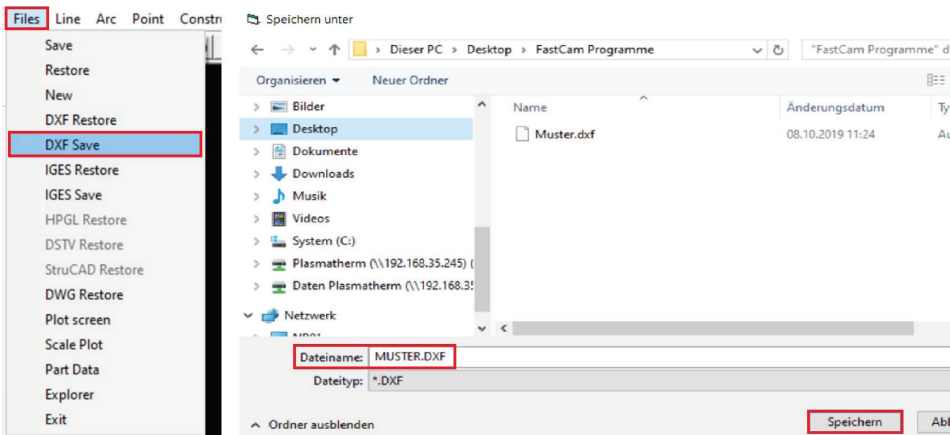 Files Line Arc Point Constru
Save
Restore
New
DXF Restore
DXF Save
IGES Restore
IGES Save
HPGL Restore
DSTV Restore
StruCAD Restore
DWG Restore
Plot screen
Scale Plot
Part Data
Explorer
Exit
Speichern unter
Dieser PC > Desktop > FastCam Programme
"FastCam Programme" d
Organisieren Neuer Ordner
Bilder
Desktop
Dokumente
Downloads
Musik
Videos
System (C:)
Plasmatherm (\\192.168.35.245) (
Daten Plasmatherm (\\192.168.35
Netzwerk
Name Änderungsdatum Ty
Muster.dxf 08.10.2019 11:24 Au
Dateiname: MUSTER.DXF
Dateityp: *.DXF
Ordner ausblenden Speichern Abb